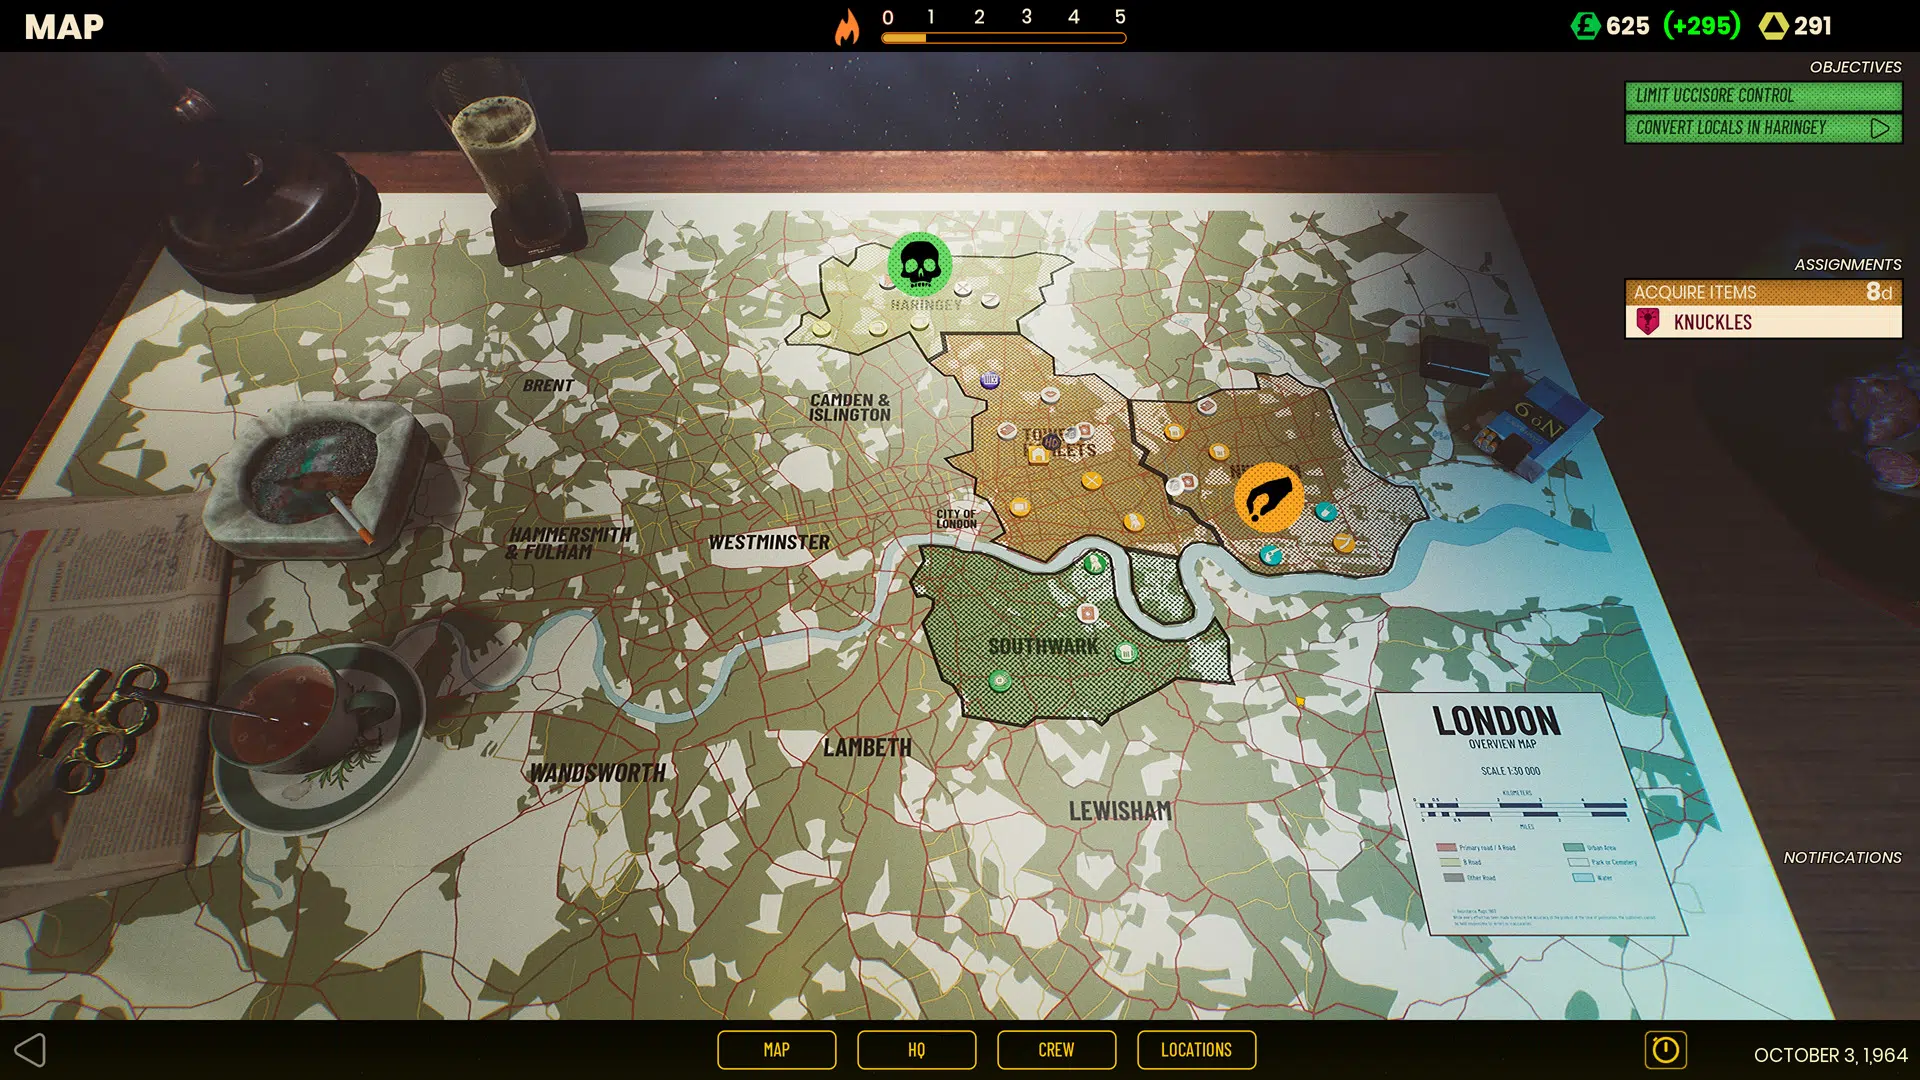 MAP
0 1 2 3 4 5
625 (+295) 291
OBJECTIVES
LIMIT UCCISORE CONTROL
CONVERT LOCALS IN HARINGEY
ASSIGNMENTS
ACQUIRE ITEMS 8d
KNUCKLES
HARINGEY
BRENT
CAMDEN &
ISLINGTON
HQ
CITY OF
LONDON
HAMMERSMITH
& FULHAM
WESTMINSTER
SOUTHWARK
LAMBETH
WANDSWORTH
LEWISHAM
LONDON
OVERVIEW MAP
SCALE 1:30 000
KILOMETERS
MILES
Primary road / A Road
Urban Area
B Road
Park or Cemetery
Other Road
Water
NOTIFICATIONS
MAP
HQ
CREW
LOCATIONS
OCTOBER 3, 1,964